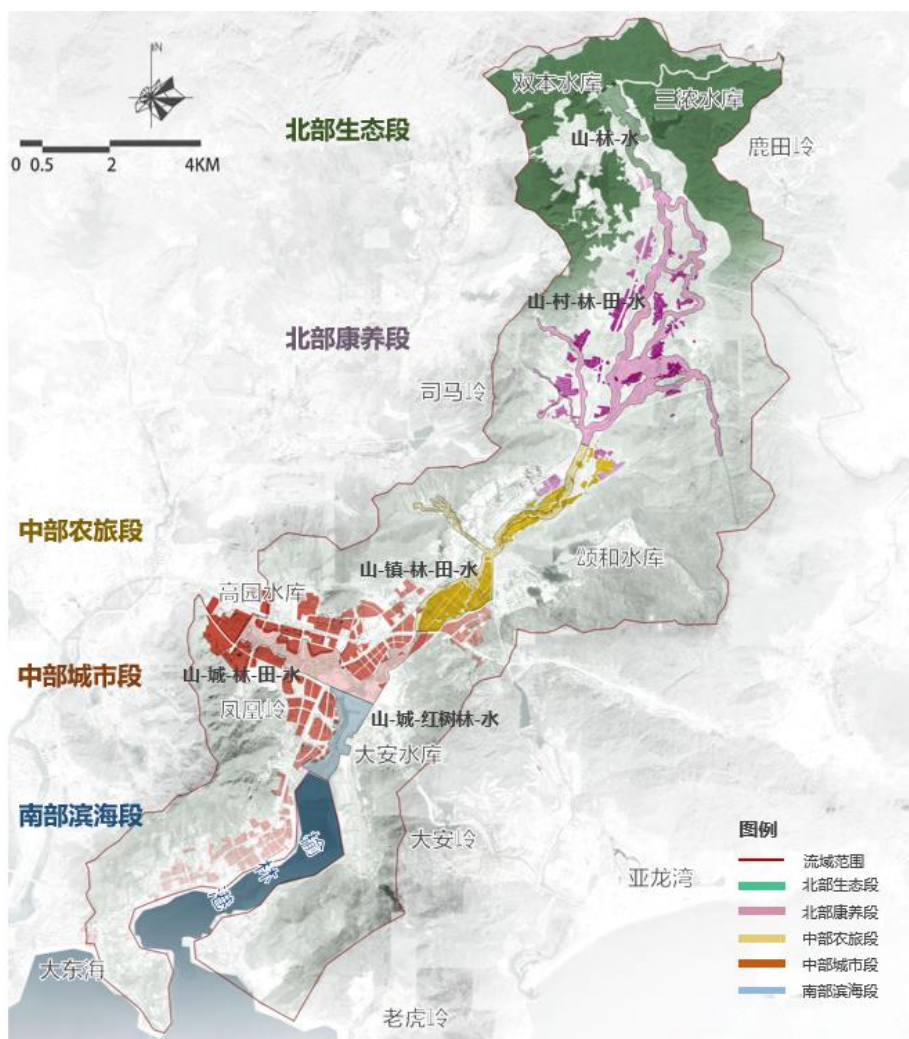 N
双本水库
三浓水库
北部生态段
山-林-水
鹿田岭
0 0.5 2 4KM
山-村-林-田-水
北部康养段
司马岭
中部农旅段
颂和水库
山-镇-林-田-水
高园水库
中部城市段
山-城-林-田-水
凤凰岭
山-城-红树林-水
大安水库
南部滨海段
图例
大安岭
流域范围
榆林港
亚龙湾
北部生态段
北部康养段
中部农旅段
中部城市段
大东海
南部滨海段
老虎岭